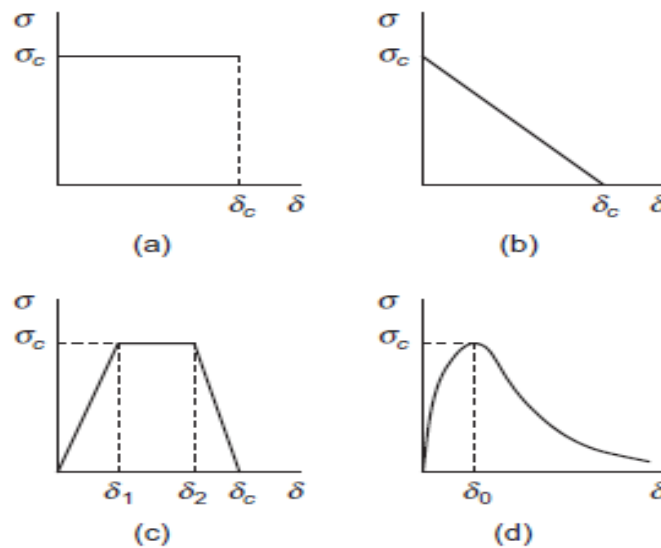 σ σ
σc σc
δc δ δc δ
(a) (b)
σ σ
σc σc
δ1 δ2 δc δ δ0 δ
(c) (d)